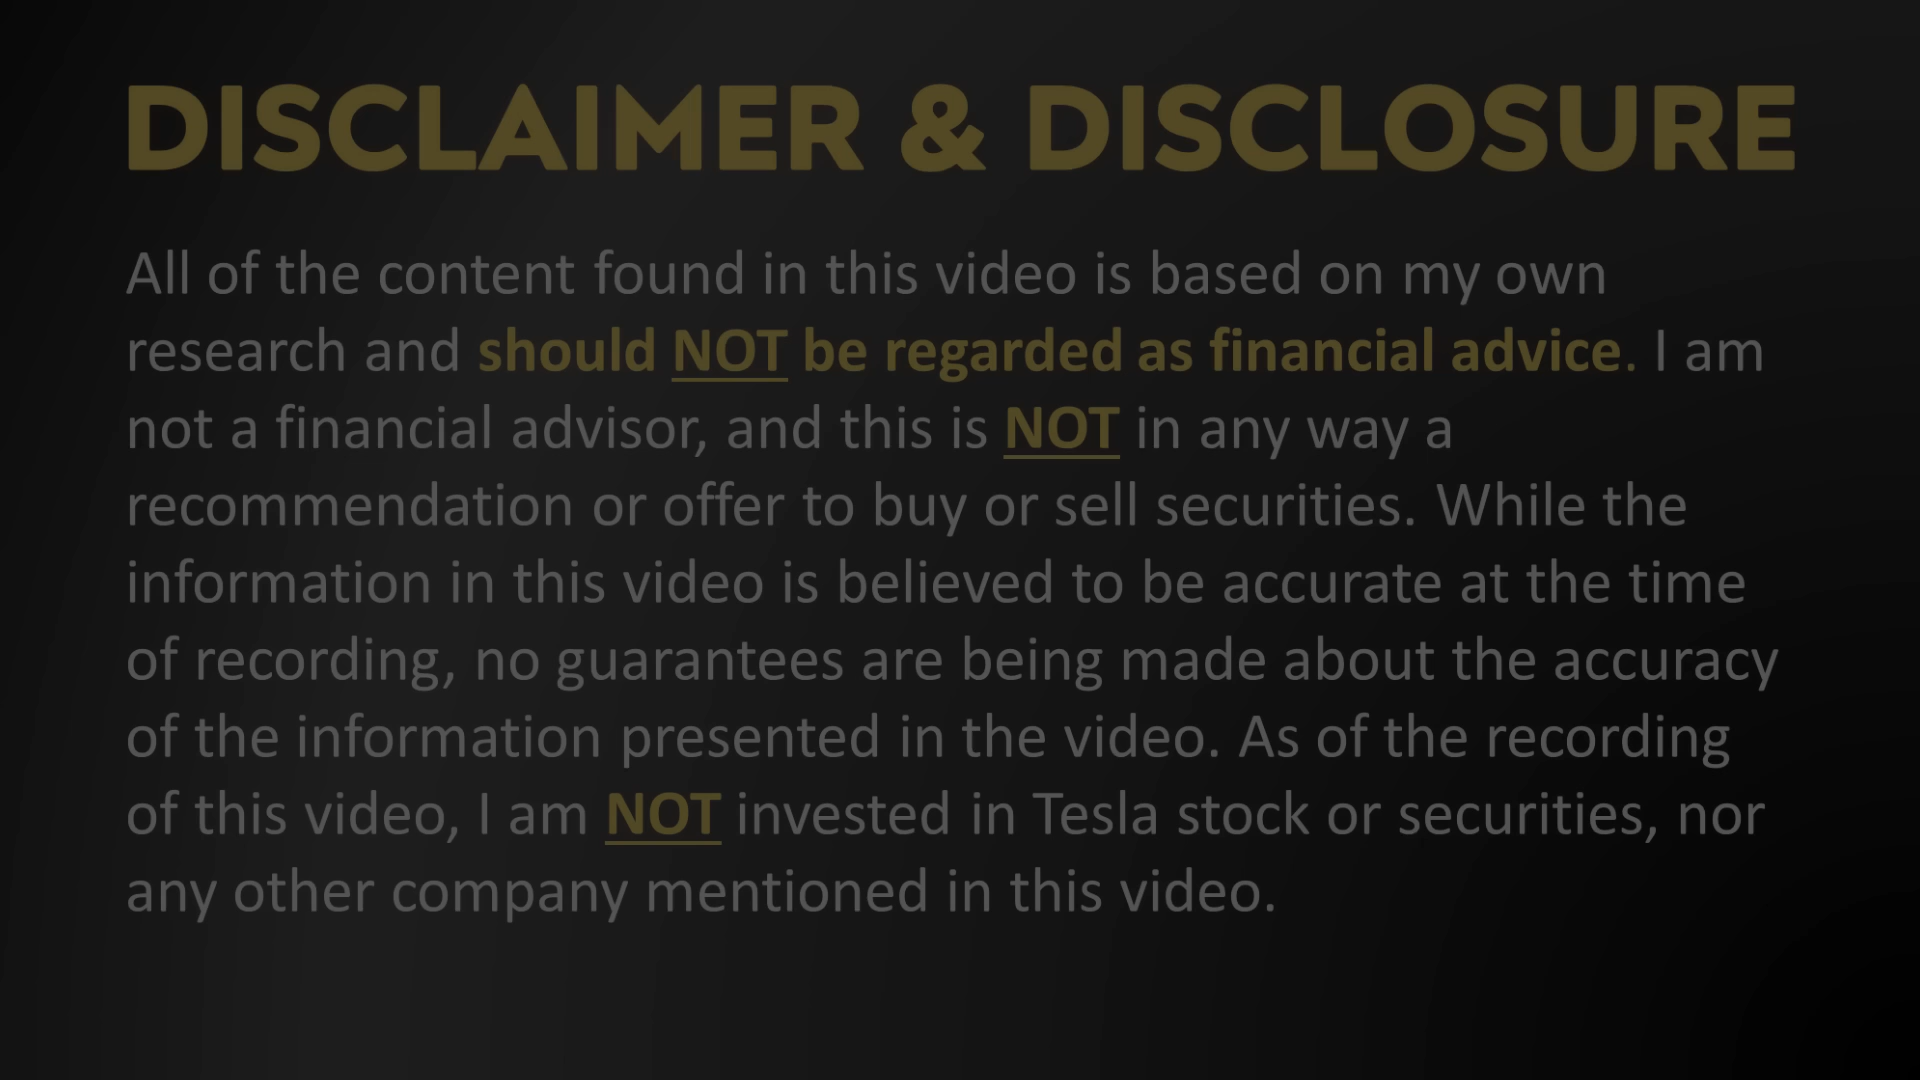 DISCLAIMER & DISCLOSURE
All of the content found in this video is based on my own
research and should NOT be regarded as financial advice. I am
not a financial advisor, and this is NOT in any way a
recommendation or offer to buy or sell securities. While the
information in this video is believed to be accurate at the time
of recording, no guarantees are being made about the accuracy
of the information presented in the video. As of the recording
of this video, I am NOT invested in Tesla stock or securities, nor
any other company mentioned in this video.